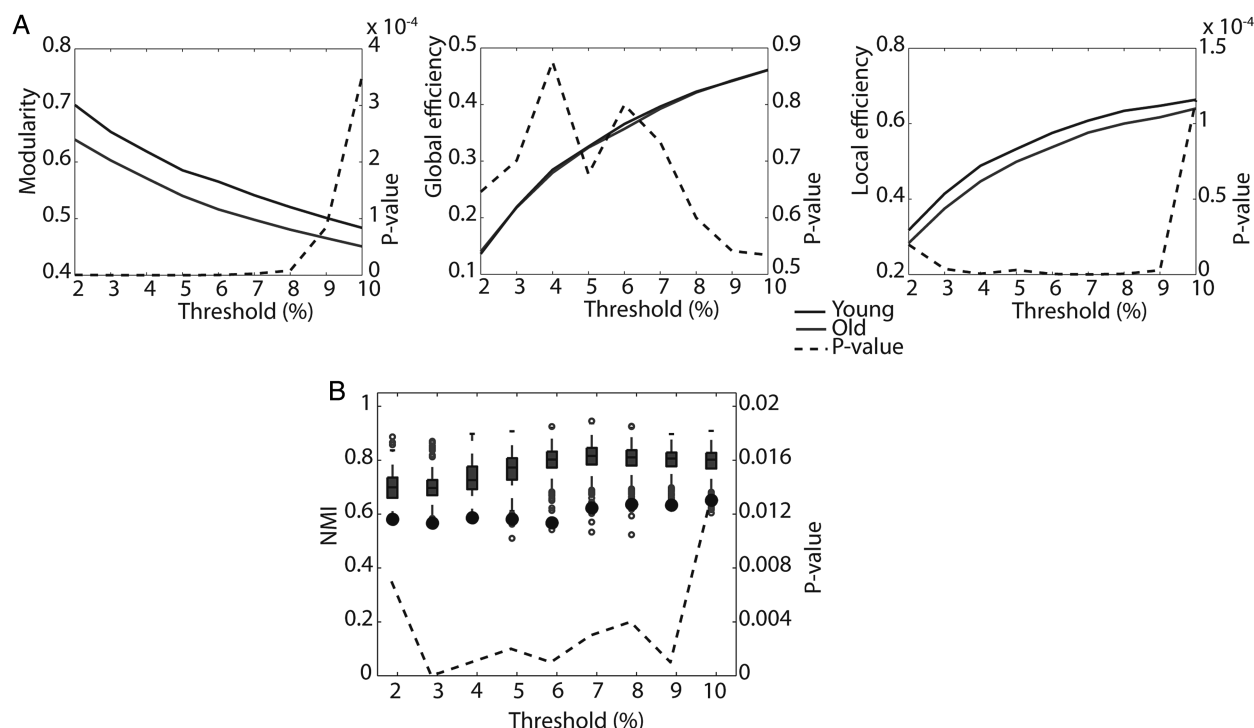 A
x 10-4
x 10-4
0.8
0.7
0.6
0.5
0.4
Modularity
4
3
2
1
0
P-value
2 3 4 5 6 7 8 9 10
Threshold (%)
0.5
0.4
0.3
0.2
0.1
Global efficiency
0.9
0.8
0.7
0.6
0.5
P-value
2 3 4 5 6 7 8 9 10
Threshold (%)
0.8
0.6
0.4
0.2
Local efficiency
1.5
1
0.5
0
P-value
2 3 4 5 6 7 8 9 10
Threshold (%)
Young
Old
P-value
B
1
0.8
0.6
0.4
0.2
0
NMI
0.02
0.016
0.012
0.008
0.004
0
P-value
2 3 4 5 6 7 8 9 10
Threshold (%)